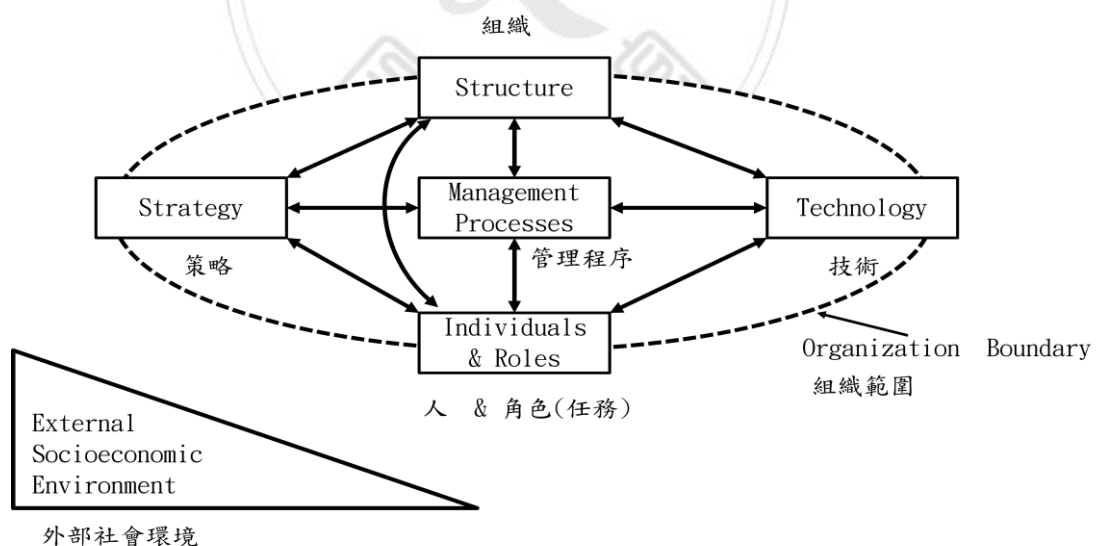 組織
Structure
Strategy
策略
Management
Processes
管理程序
Technology
技術
Individuals
& Roles
人 & 角色(任務)
Organization Boundary
組織範圍
External
Socioeconomic
Environment
外部社會環境